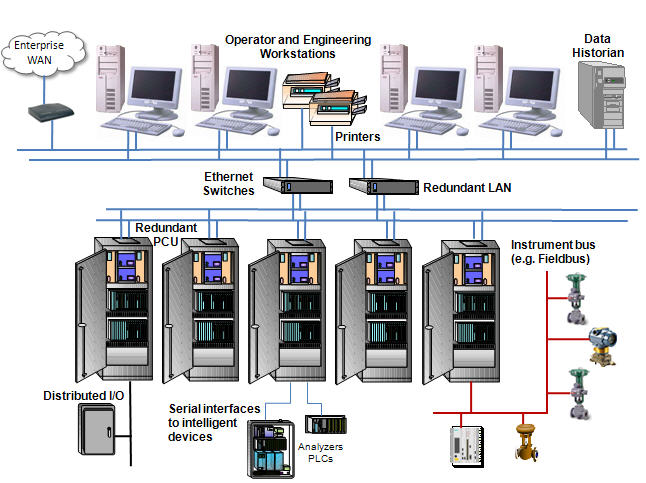 Enterprise
WAN
Operator and Engineering
Workstations
Data
Historian
Printers
Ethernet
Switches
Redundant LAN
Redundant
PCU
Instrument bus
(e.g. Fieldbus)
Distributed I/O
Serial interfaces
to intelligent
devices
Analyzers
PLCs